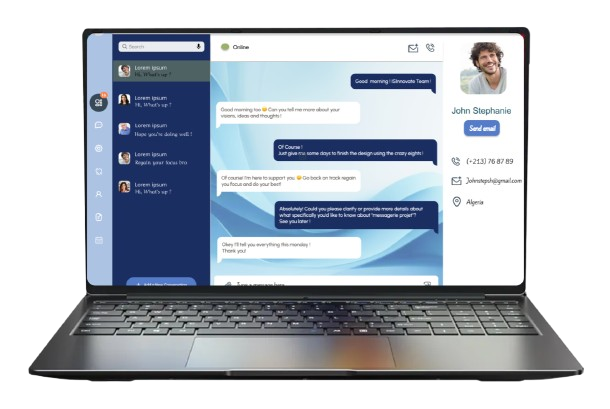 Search
Online
Lorem ipsum
Hi, What's up ?
Lorem ipsum
Hi, What's up ?
Lorem ipsum
Hope you're doing well !
Lorem ipsum
Regain your focus Im
Lorem ipsum
Hi, What's up ?
Good morning !ISInnovate Team !
Good morning too 😊 Can you tell me more about your
visions, ideas and thoughts !
Of Course !
Just give me some days to finish the design using the crazy eights !
Of course! I'm here to support you. 😊 Go back on track regain
you focus and do your best!
Absolutely! Could you please clarify or provide more details about
what specifically you'd like to know about "messagerie projet"?
See you later !
Okey I'll tell you everything this monday !
Thank you!
Type a message here
John Stephanie
Send email
(+213) 76 87 89
Algeria